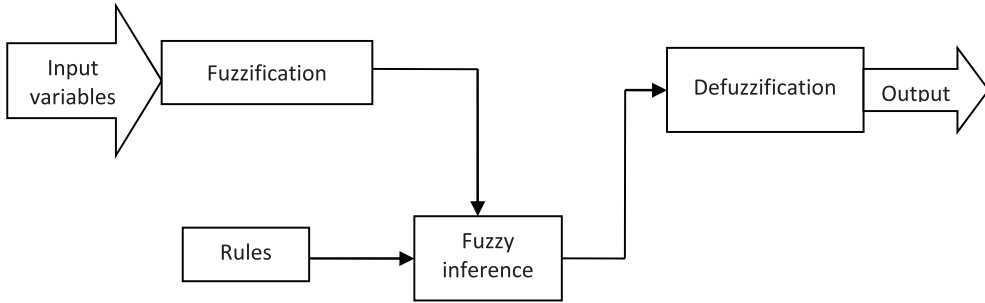 Input
variables
Fuzzification
Defuzzification
Output
Rules
Fuzzy
inference